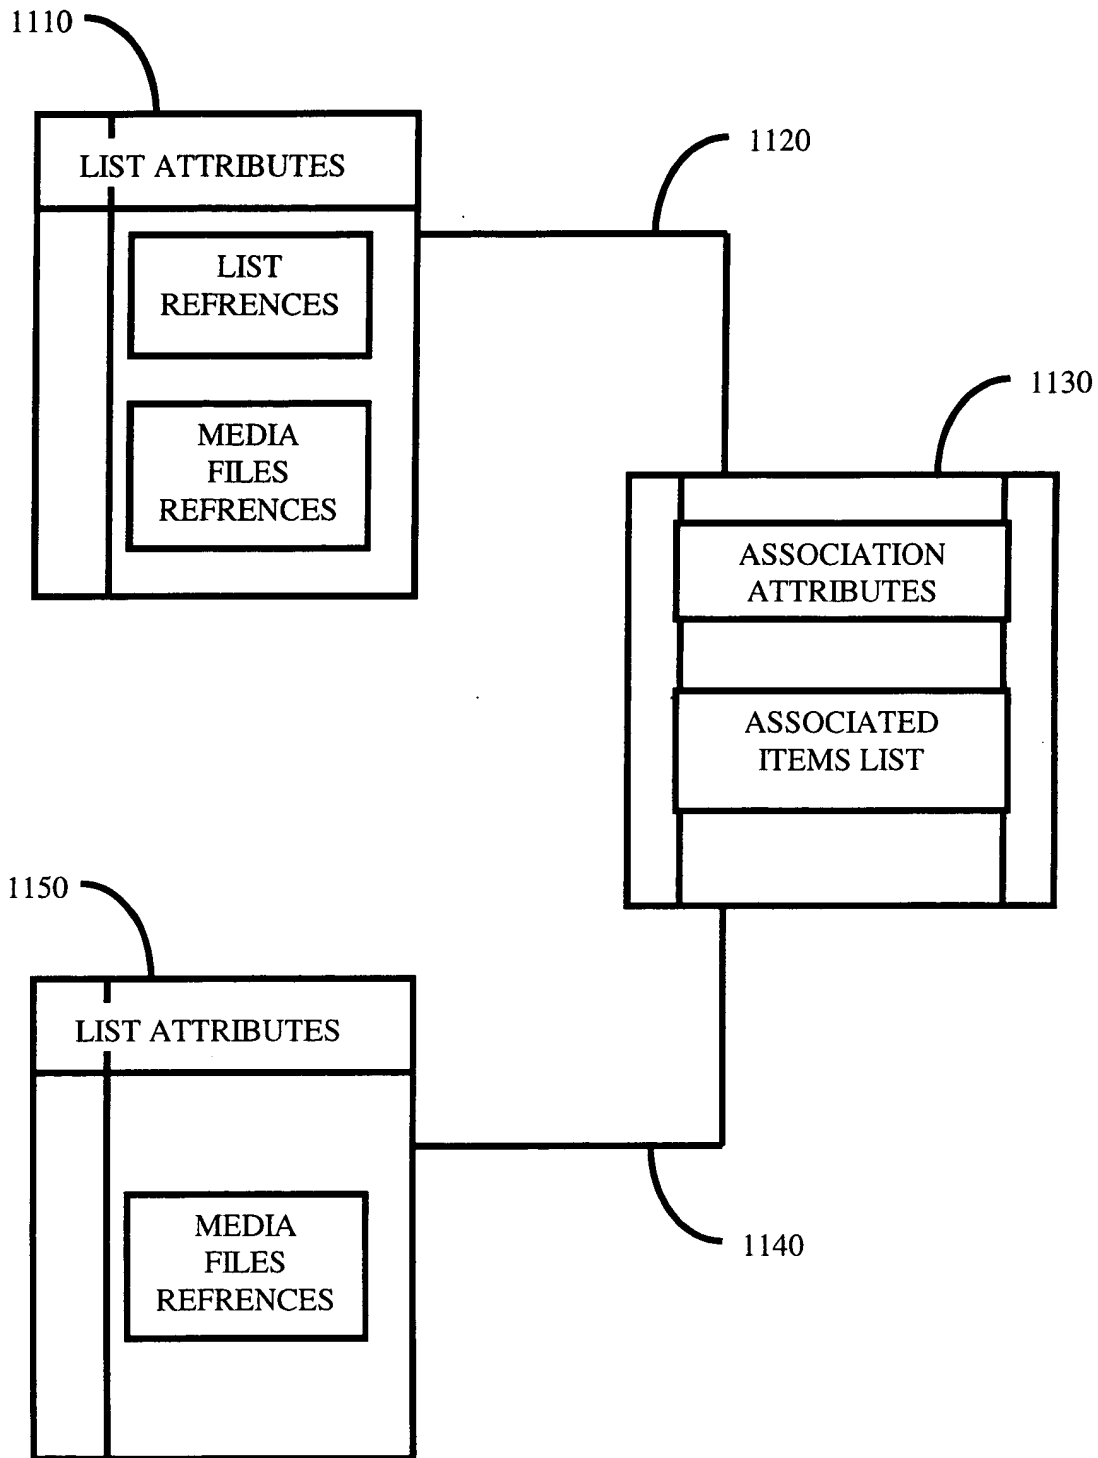 1110
LIST ATTRIBUTES
1120
LIST
REFRENCES
1130
MEDIA
FILES
REFRENCES
ASSOCIATION
ATTRIBUTES
ASSOCIATED
ITEMS LIST
1150
LIST ATTRIBUTES
MEDIA
FILES
REFRENCES
1140